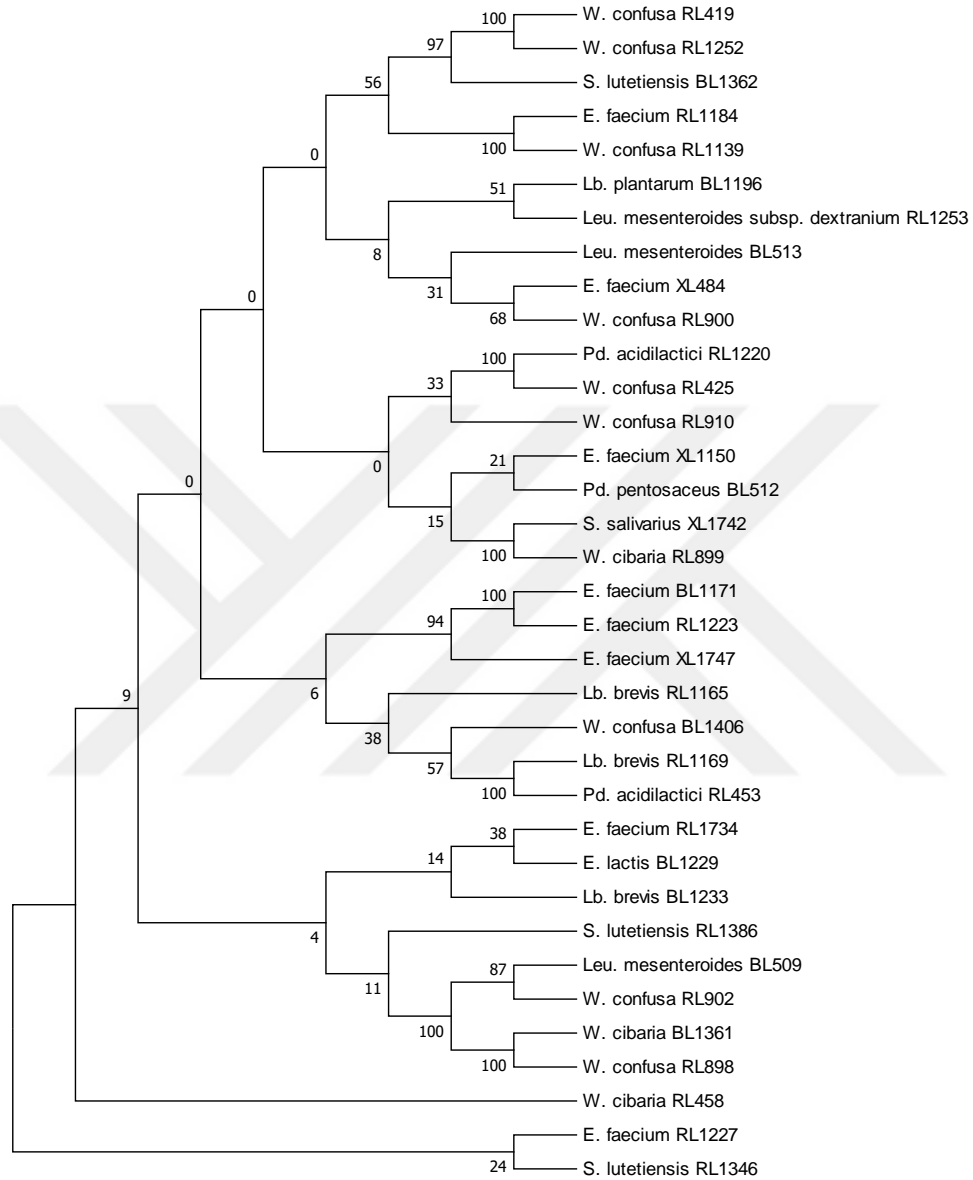 W. confusa RL419
100
W. confusa RL1252
97
S. lutetiensis BL1362
56
E. faecium RL1184
100
W. confusa RL1139
0
Lb. plantarum BL1196
51
Leu. mesenteroides subsp. dextranium RL1253
8
Leu. mesenteroides BL513
31
E. faecium XL484
68
W. confusa RL900
0
Pd. acidilactici RL1220
100
W. confusa RL425
33
W. confusa RL910
0
E. faecium XL1150
21
Pd. pentosaceus BL512
15
S. salivarius XL1742
100
W. cibaria RL899
0
E. faecium BL1171
100
E. faecium RL1223
94
E. faecium XL1747
6
Lb. brevis RL1165
38
W. confusa BL1406
57
Lb. brevis RL1169
100
Pd. acidilactici RL453
9
E. faecium RL1734
38
E. lactis BL1229
14
Lb. brevis BL1233
4
S. lutetiensis RL1386
11
Leu. mesenteroides BL509
87
W. confusa RL902
100
W. cibaria BL1361
100
W. confusa RL898
W. cibaria RL458
E. faecium RL1227
24
S. lutetiensis RL1346